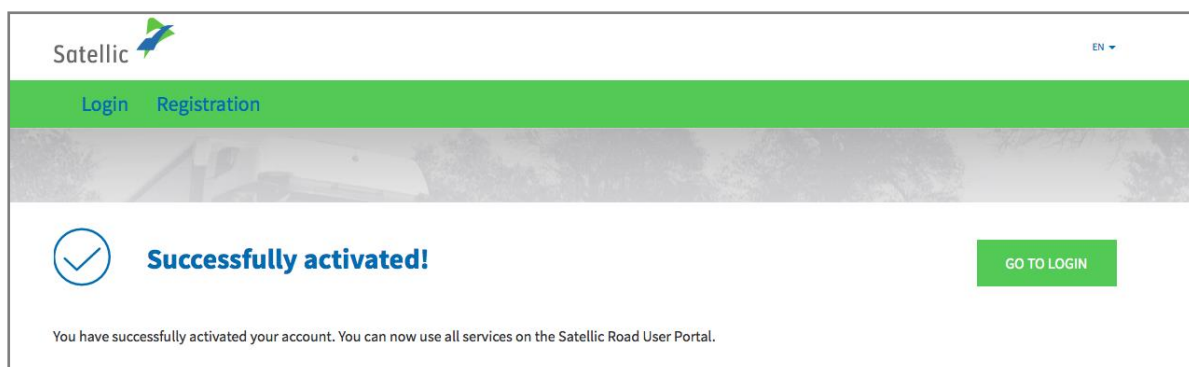 Satellic
EN
Login Registration
Successfully activated!
GO TO LOGIN
You have successfully activated your account. You can now use all services on the Satellic Road User Portal.